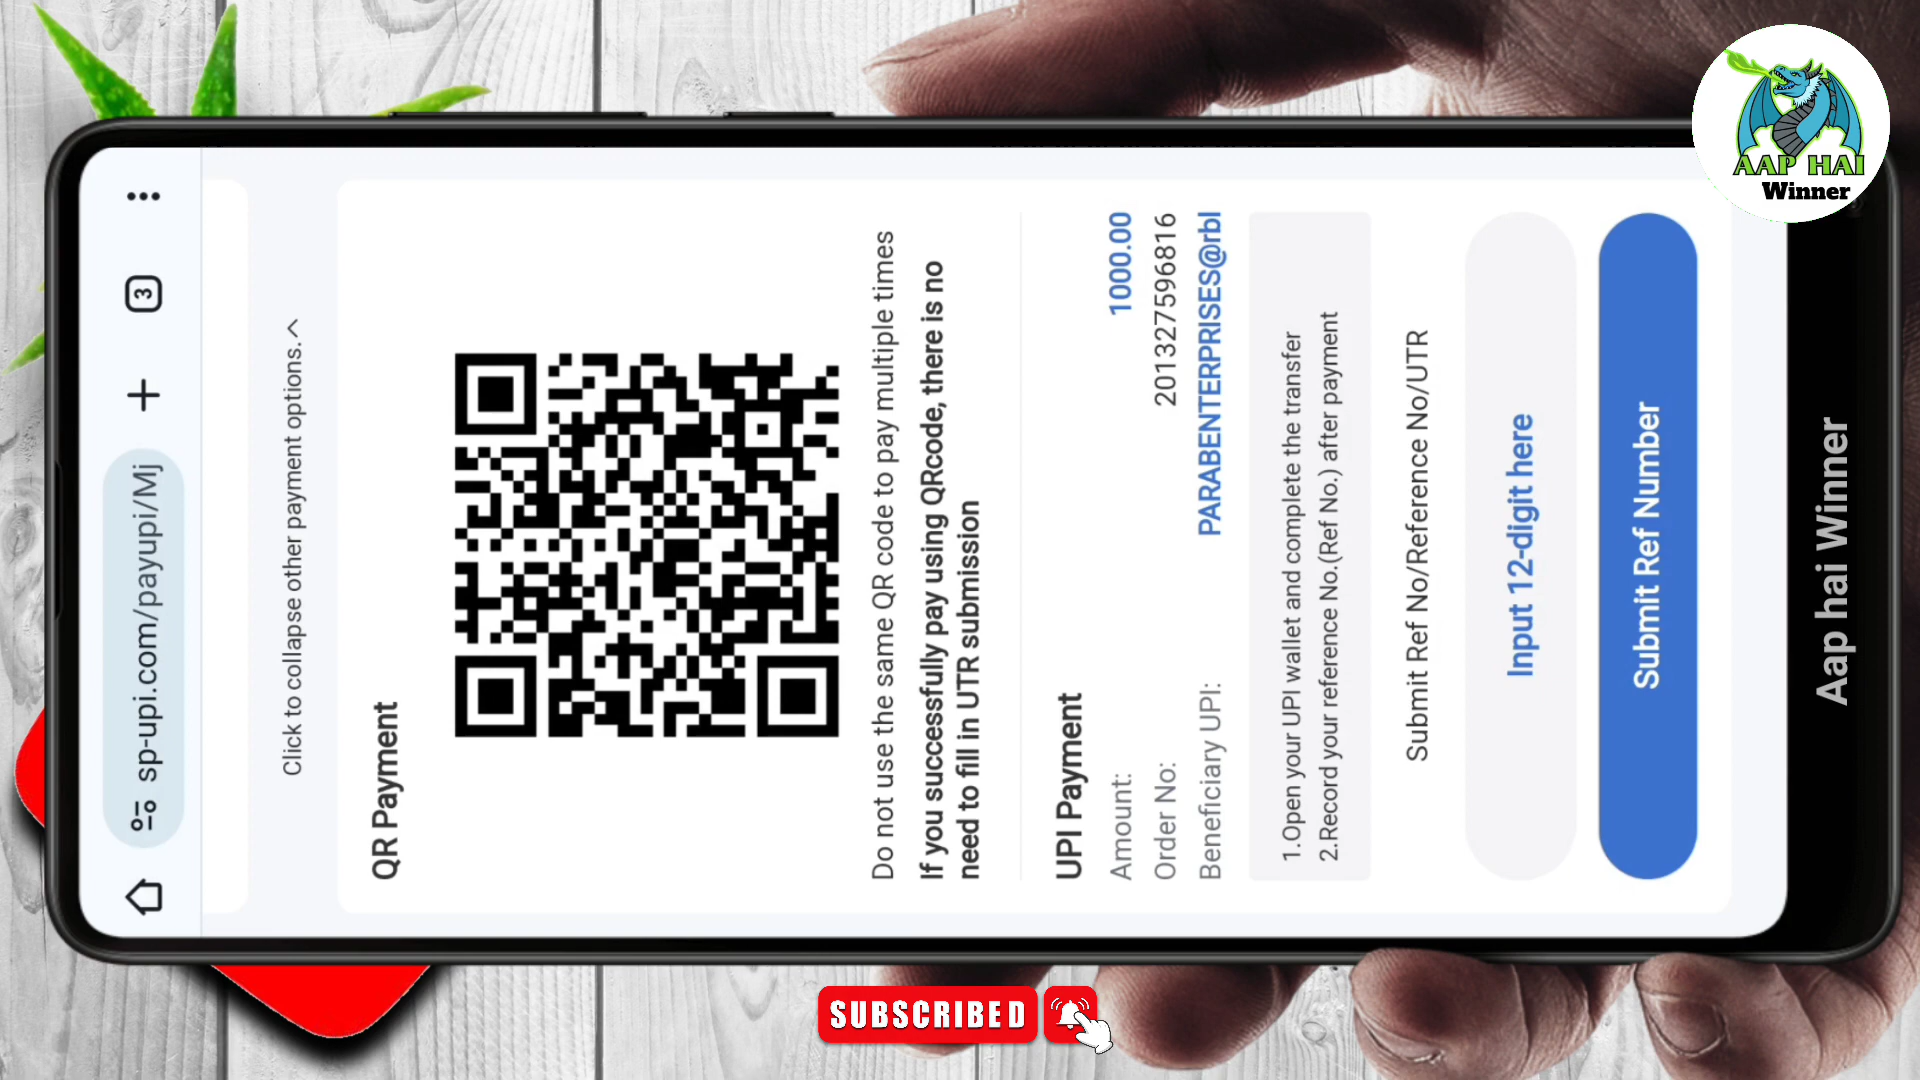 3
sp-upi.com/payupi/Mj
Click to collapse other payment options.
QR Payment
Do not use the same QR code to pay multiple times
If you successfully pay using QRcode, there is no
need to fill in UTR submission
UPI Payment
Amount: 1000.00
Order No: 2013275968​16
Beneficiary UPI: PARABENTERPRISES@rbl
1.Open your UPI wallet and complete the transfer
2.Record your reference No.(Ref No.) after payment
Submit Ref No/Reference No/UTR
Input 12-digit here
Submit Ref Number
Aap hai Winner
AAP HAI
Winner
SUBSCRIBED